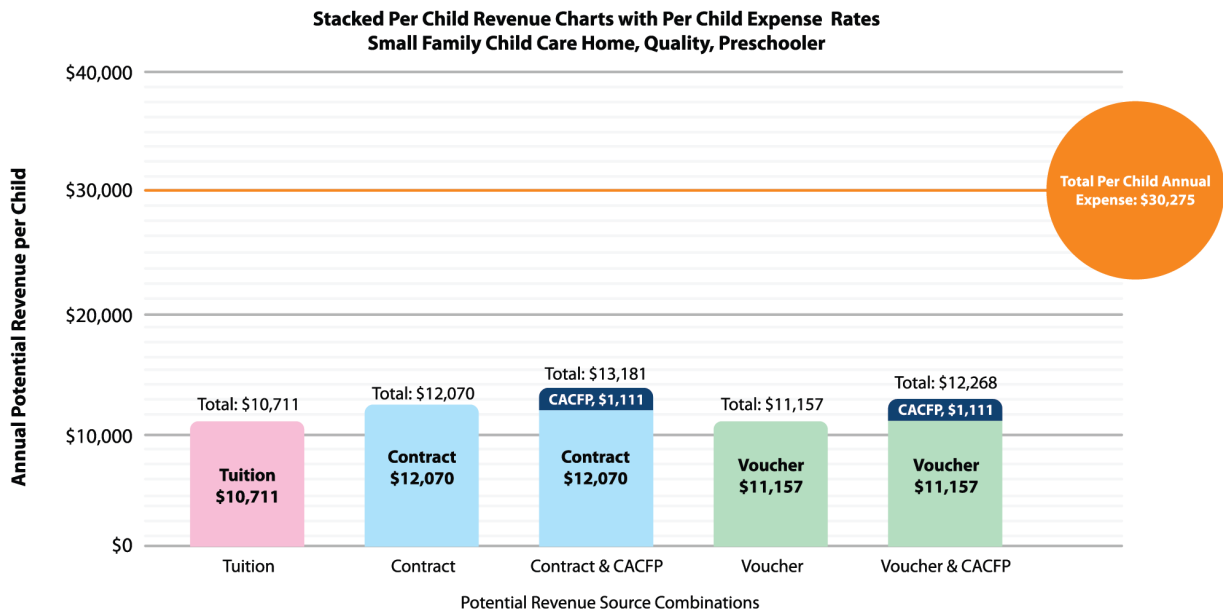 Stacked Per Child Revenue Charts with Per Child Expense Rates
Small Family Child Care Home, Quality, Preschooler
Annual Potential Revenue per Child
$40,000
$30,000
$20,000
$10,000
$0
Total Per Child Annual
Expense: $30,275
Total: $10,711
Tuition
$10,711
Total: $12,070
Contract
$12,070
Total: $13,181
CACFP, $1,111
Contract
$12,070
Total: $11,157
Voucher
$11,157
Total: $12,268
CACFP, $1,111
Voucher
$11,157
Tuition
Contract
Contract & CACFP
Voucher
Voucher & CACFP
Potential Revenue Source Combinations